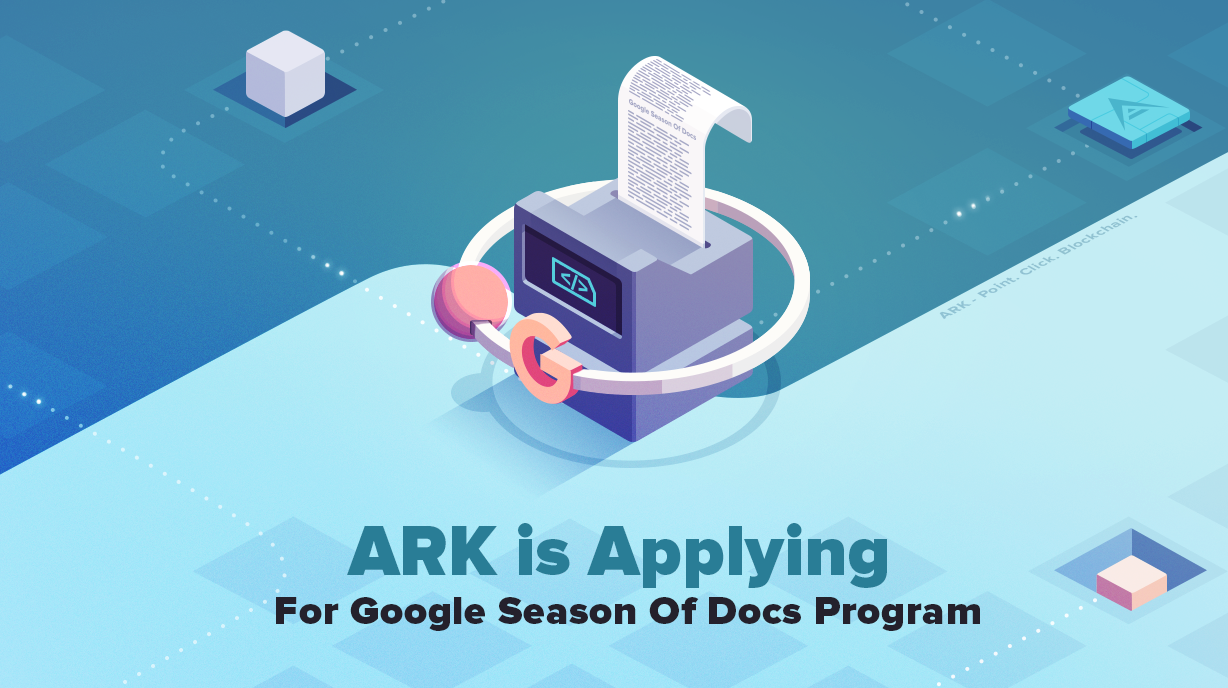 Google Season Of Docs
</>
ARK - Point. Click. Blockchain.
G
ARK is Applying
For Google Season Of Docs Program